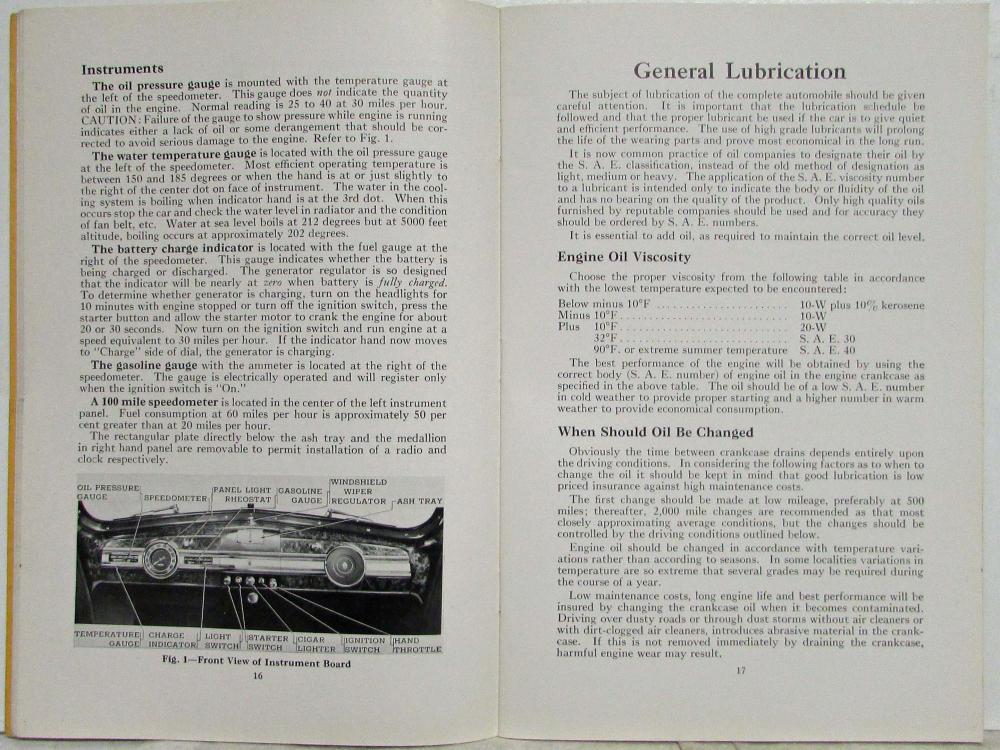 Instruments
The oil pressure gauge is mounted with the temperature gauge at
the left of the speedometer. This gauge does not indicate the quantity
of oil in the engine. Normal reading is 25 to 40 at 30 miles per hour.
CAUTION: Failure of the gauge to show pressure while engine is running
indicates either a lack of oil or some derangement that should be cor-
rected to avoid serious damage to the engine. Refer to Fig. 1.
The water temperature gauge is located with the oil pressure gauge
at the left of the speedometer. Most efficient operating temperature is
between 150 and 185 degrees or when the hand is at or just slightly to
the right of the center dot on face of instrument. The water in the cool-
ing system is boiling when indicator hand is at the 3rd dot. When this
occurs stop the car and check the water level in radiator and the condition
of fan belt, etc. Water at sea level boils at 212 degrees but at 5000 feet
altitude, boiling occurs at approximately 202 degrees.
The battery charge indicator is located with the fuel gauge at the
right of the speedometer. This gauge indicates whether the battery is
being charged or discharged. The generator regulator is so designed
that the indicator will be nearly at zero when battery is fully charged.
To determine whether generator is charging, turn on the headlights for
10 minutes with engine stopped or turn off the ignition switch, press the
starter button and allow the starter motor to crank the engine for about
20 or 30 seconds. Now turn on the ignition switch and run engine at a
speed equivalent to 30 miles per hour. If the indicator hand now moves
to "Charge" side of dial, the generator is charging.
The gasoline gauge with the ammeter is located at the right of the
speedometer. The gauge is electrically operated and will register only
when the ignition switch is "On."
A 100 mile speedometer is located in the center of the left instrument
panel. Fuel consumption at 60 miles per hour is approximately 50 per
cent greater than at 20 miles per hour.
The rectangular plate directly below the ash tray and the medallion
in right hand panel are removable to permit installation of a radio and
clock respectively.
OIL PRESSURE GAUGE
SPEEDOMETER
PANEL LIGHT RHEOSTAT
GASOLINE GAUGE
WINDSHIELD WIPER REGULATOR
ASH TRAY
TEMPERATURE GAUGE
CHARGE INDICATOR
LIGHT SWITCH
STARTER SWITCH
CIGAR LIGHTER
IGNITION SWITCH
HAND THROTTLE
Fig. 1—Front View of Instrument Board
16
General Lubrication
The subject of lubrication of the complete automobile should be given
careful attention. It is important that the lubrication schedule be
followed and that the proper lubricant be used if the car is to give quiet
and efficient performance. The use of high grade lubricants will prolong
the life of the wearing parts and prove most economical in the long run.
It is now common practice of oil companies to designate their oil by
the S. A. E. classification, instead of the old method of designation as
light, medium or heavy. The application of the S. A. E. viscosity number
to a lubricant is intended only to indicate the body or fluidity of the oil
and has no bearing on the quality of the product. Only high quality oils
furnished by reputable companies should be used and for accuracy they
should be ordered by S. A. E. numbers.
It is essential to add oil, as required to maintain the correct oil level.
Engine Oil Viscosity
Choose the proper viscosity from the following table in accordance
with the lowest temperature expected to be encountered:
Below minus 10°F ........................ 10-W plus 10% kerosene
Minus 10°F ........................ 10-W
Plus 10°F ........................ 20-W
32°F ........................ S. A. E. 30
90°F. or extreme summer temperature S. A. E. 40
The best performance of the engine will be obtained by using the
correct body (S. A. E. number) of engine oil in the engine crankcase as
specified in the above table. The oil should be of a low S. A. E. number
in cold weather to provide proper starting and a higher number in warm
weather to provide economical consumption.
When Should Oil Be Changed
Obviously the time between crankcase drains depends entirely upon
the driving conditions. In considering the following factors as to when to
change the oil it should be kept in mind that good lubrication is low
priced insurance against high maintenance costs.
The first change should be made at low mileage, preferably at 500
miles; thereafter, 2,000 mile changes are recommended as that most
closely approximating average conditions, but the changes should be
controlled by the driving conditions outlined below.
Engine oil should be changed in accordance with temperature vari-
ations rather than according to seasons. In some localities variations in
temperature are so extreme that several grades may be required during
the course of a year.
Low maintenance costs, long engine life and best performance will be
insured by changing the crankcase oil when it becomes contaminated.
Driving over dusty roads or through dust storms without air cleaners or
with dirt-clogged air cleaners, introduces abrasive material in the crank-
case. If this is not removed immediately by draining the crankcase,
harmful engine wear may result.
17